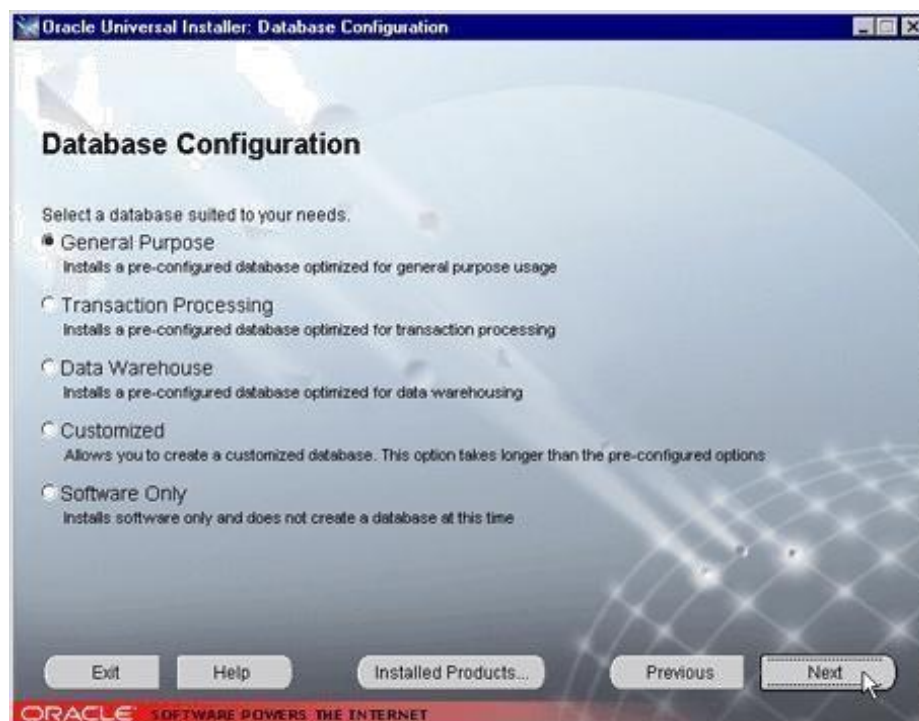 Oracle Universal Installer: Database Configuration
Database Configuration
Select a database suited to your needs.
General Purpose
Installs a pre-configured database optimized for general purpose usage
Transaction Processing
Installs a pre-configured database optimized for transaction processing
Data Warehouse
Installs a pre-configured database optimized for data warehousing
Customized
Allows you to create a customized database. This option takes longer than the pre-configured options
Software Only
Installs software only and does not create a database at this time
Exit Help Installed Products... Previous Next
ORACLE SOFTWARE POWERS THE INTERNET